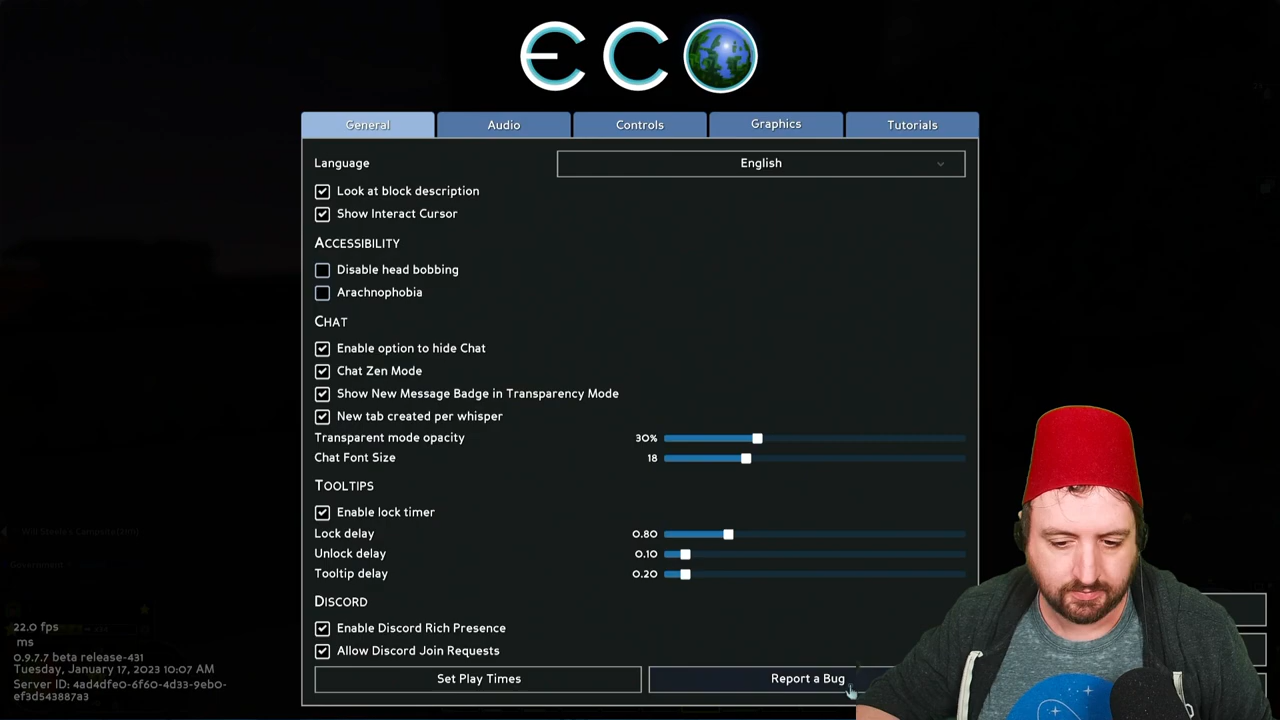 ECO
General Audio Controls Graphics Tutorials
Language English
Look at block description
Show Interact Cursor
ACCESSIBILITY
Disable head bobbing
Arachnophobia
CHAT
Enable option to hide Chat
Chat Zen Mode
Show New Message Badge in Transparency Mode
New tab created per whisper
Transparent mode opacity 30%
Chat Font Size 18
TOOLTIPS
Enable lock timer
Lock delay 0.80
Unlock delay 0.10
Tooltip delay 0.20
DISCORD
Enable Discord Rich Presence
Allow Discord Join Requests
Set Play Times Report a Bug
Government
22.0 fps
ms
0.9.7.7 beta release-431
Tuesday, January 17, 2023 10:07 AM
Server ID: 4ad4dfe0-6f60-4d33-9eb0-
ef3d543887a3